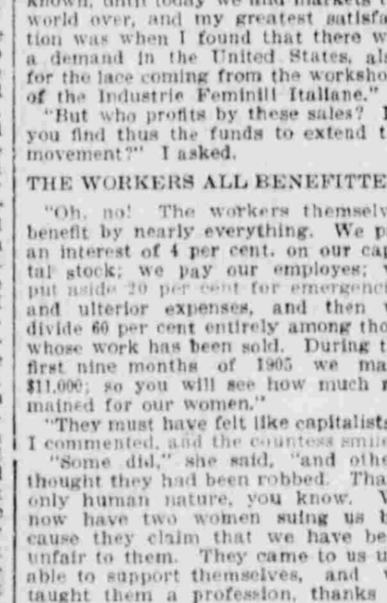 known, until today we find markets t
world over, and my greatest satisfa
tion was when I found that there w
a demand in the United States, als
for the lace coming from the worksho
of the Industrie Feminili Italiane."
"But who profits by these sales? I
you find thus the funds to extend t
movement?" I asked.
THE WORKERS ALL BENEFITTE
"Oh, no! The workers themselv
benefit by nearly everything. We p
an interest of 4 per cent. on our cap
tal stock; we pay our employes;
put aside 20 per cent for emergenci
and ulterior expenses, and then
divide 60 per cent entirely among tho
whose work has been sold. During t
first nine months of 1905 we ma
$11,000; so you will see how much r
mained for our women."
"They must have felt like capitalists
I commented, and the countess smile
"Some did," she said, "and othe
thought they had been robbed. Tha
only human nature, you know. W
now have two women suing us b
cause they claim that we have be
unfair to them. They came to us u
able to support themselves, and
taught them a profession, thanks